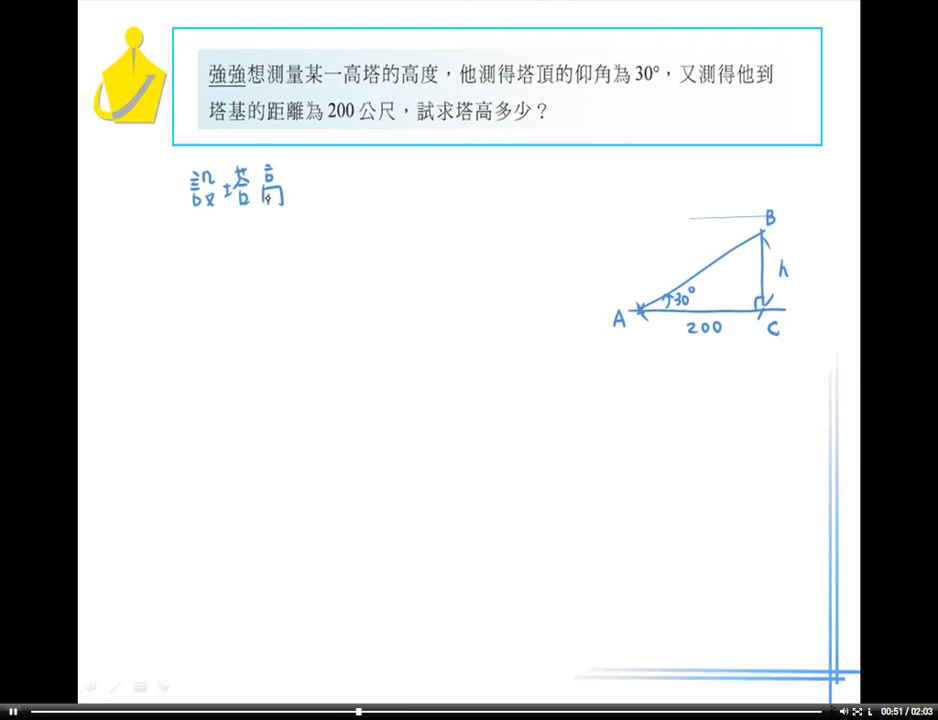 強強想測量某一高塔的高度，他測得塔頂的仰角為30°，又測得他到
塔基的距離為200公尺，試求塔高多少？
設塔高
B
h
30°
A
200
C
00:51 / 02:03